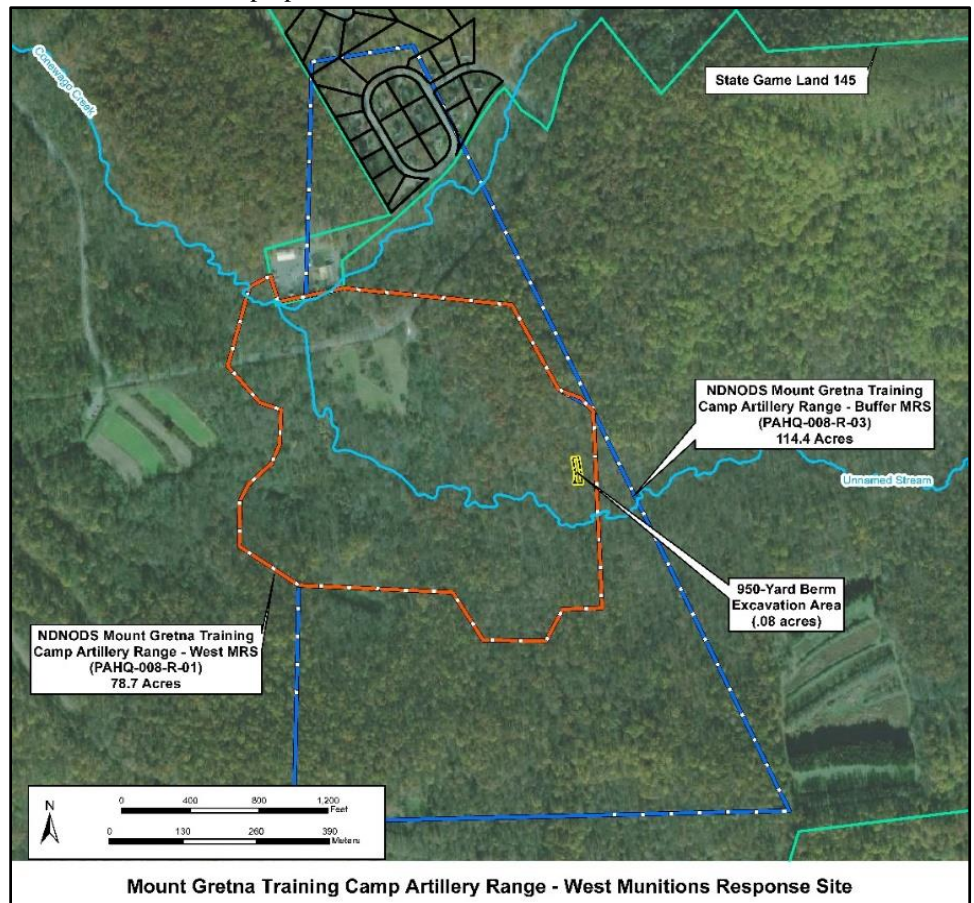 Conewago Creek
State Game Land 145
NDNODS Mount Gretna Training
Camp Artillery Range - Buffer MRS
(PAHQ-008-R-03)
114.4 Acres
Unnamed Stream
950-Yard Berm
Excavation Area
(.08 acres)
NDNODS Mount Gretna Training
Camp Artillery Range - West MRS
(PAHQ-008-R-01)
78.7 Acres
N
0 400 800 1,200
Feet
0 130 260 390
Meters
Mount Gretna Training Camp Artillery Range - West Munitions Response Site